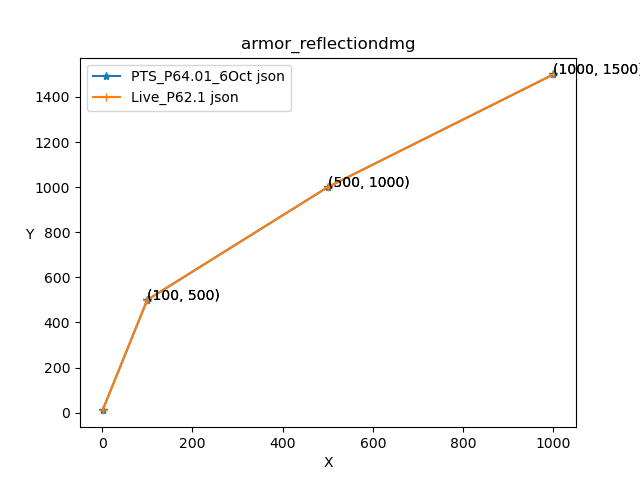 armor_reflectiondmg
PTS_P64.01_6Oct json
Live_P62.1 json
(1000, 1500)
(500, 1000)
(100, 500)
1400
1200
1000
800
600
400
200
0
Y
0 200 400 600 800 1000
X